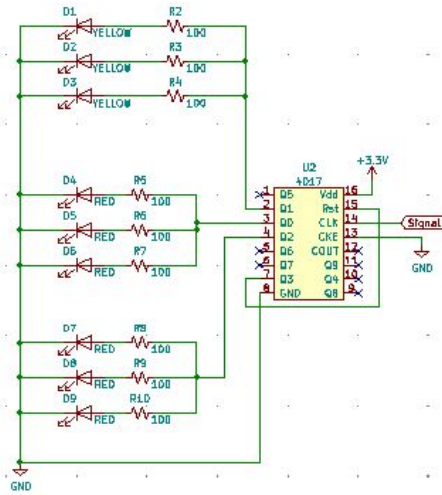 D1
R2
YELLOW
100
D2
R3
YELLOW
100
D3
R4
YELLOW
100
U2
4017
+3.3V
D4
R5
RED
100
D5
R6
RED
100
D6
R7
RED
100
1 Q5 Vdd 16
2 Q1 Rst 15
3 Q0 CLK 14
Signal
4 Q2 CKE 13
5 Q6 COUT 12
6 Q7 Q9 11
7 Q3 Q4 10
8 GND Q8 9
GND
D7
R8
RED
100
D8
R9
RED
100
D9
R10
RED
100
GND